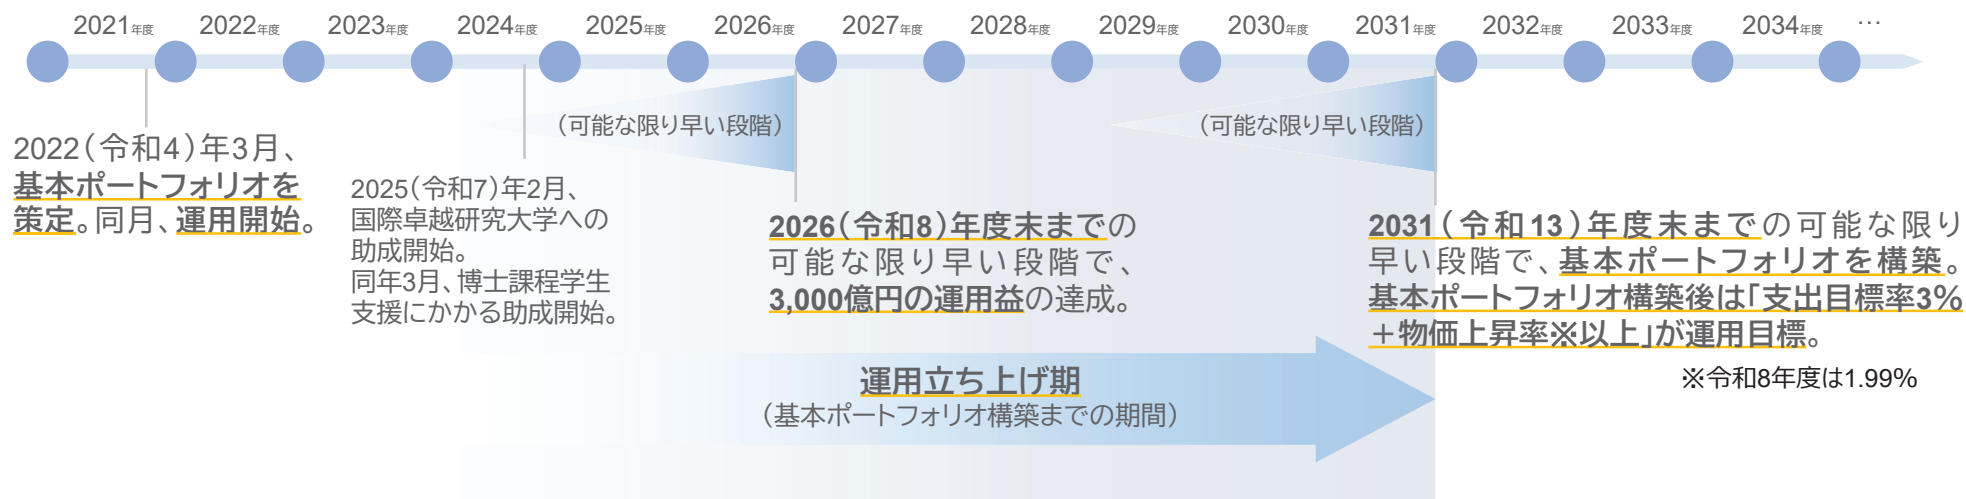 2021年度 2022年度 2023年度 2024年度 2025年度 2026年度 2027年度 2028年度 2029年度 2030年度 2031年度 2032年度 2033年度 2034年度 …
2022（令和4）年3月、
基本ポートフォリオを
策定。同月、運用開始。
2025（令和7）年2月、
国際卓越研究大学への
助成開始。
同年3月、博士課程学生
支援にかかる助成開始。
（可能な限り早い段階）
2026（令和8）年度末までの
可能な限り早い段階で、
3,000億円の運用益の達成。
（可能な限り早い段階）
2031（令和13）年度末までの可能な限り
早い段階で、基本ポートフォリオを構築。
基本ポートフォリオ構築後は「支出目標率3%
＋物価上昇率※以上」が運用目標。
※令和8年度は1.99%
運用立ち上げ期
（基本ポートフォリオ構築までの期間）